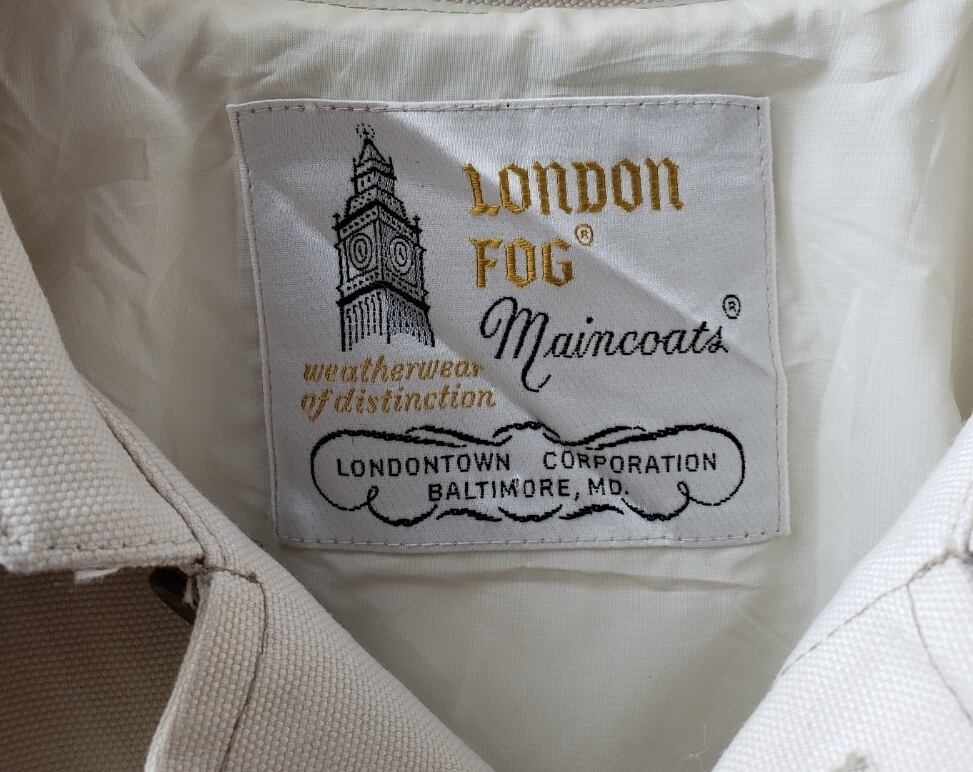 LONDON
FOG®
Maincoats®
weatherwear
of distinction
LONDONTOWN CORPORATION
BALTIMORE, MD.